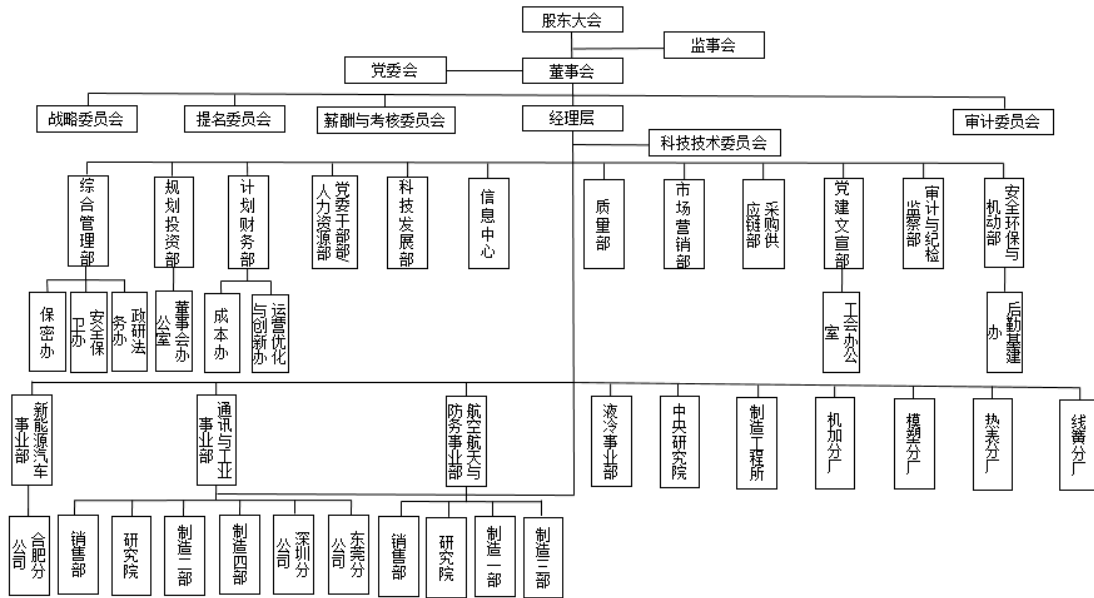 股东大会
监事会
党委会
董事会
战略委员会
提名委员会
薪酬与考核委员会
经理层
审计委员会
科技技术委员会
综合管理部
规划投资部
计划财务部
党委干部部/
人力资源部
科技发展部
信息中心
质量部
市场营销部
采购供
应链部
党建文宣部
审计与纪检
监察部
安全环保与
机动部
保密办
安全保
卫办
政研法
务办
董事会办
公室
成本办
运营优化
与创新办
工会办公
室
后勤基建
办
新能源汽车
事业部
通讯与工业
事业部
航空航天与
防务事业部
液冷事业部
中央研究院
制造工程所
机加分厂
模塑分厂
热表分厂
线簧分厂
合肥分
公司
销售部
研究院
制造二部
制造四部
深圳分
公司
东莞分
公司
销售部
研究院
制造一部
制造三部